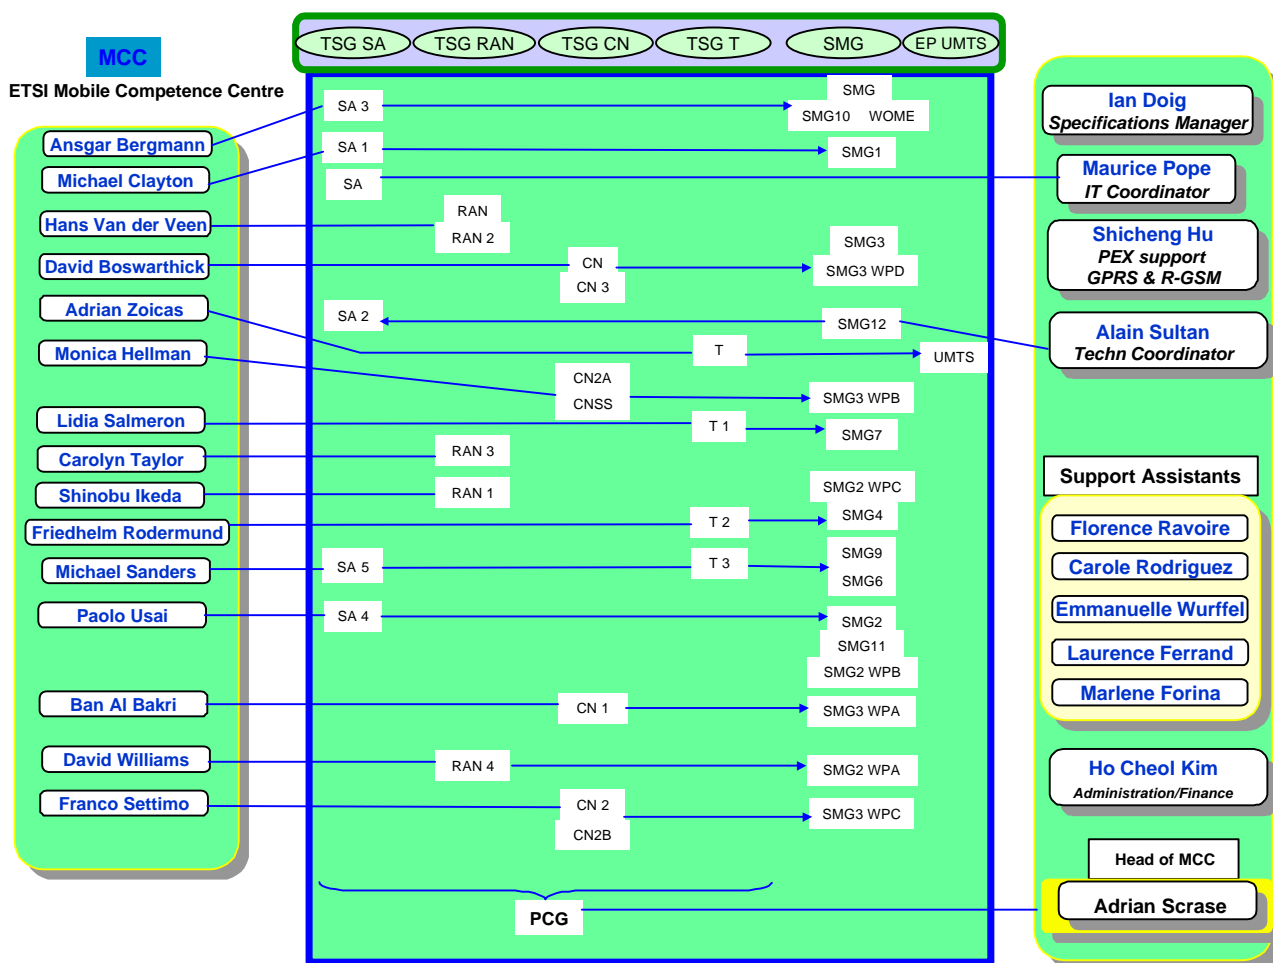 TSG SA
TSG RAN
TSG CN
TSG T
SMG
EP UMTS
MCC
ETSI Mobile Competence Centre
Ansgar Bergmann
Michael Clayton
Hans Van der Veen
David Boswarthick
Adrian Zoicas
Monica Hellman
Lidia Salmeron
Carolyn Taylor
Shinobu Ikeda
Friedhelm Rodermund
Michael Sanders
Paolo Usai
Ban Al Bakri
David Williams
Franco Settimo
SA 3
SA 1
SA
SA 2
SA 5
SA 4
RAN
RAN 2
RAN 3
RAN 1
RAN 4
CN
CN 3
CN2A
CNSS
CN 1
CN 2
CN2B
T
T 1
T 2
T 3
SMG
SMG10 WOME
SMG1
SMG3
SMG3 WPD
SMG12
SMG3 WPB
SMG7
SMG2 WPC
SMG4
SMG9
SMG6
SMG2
SMG11
SMG2 WPB
SMG3 WPA
SMG2 WPA
SMG3 WPC
UMTS
PCG
Ian Doig
Specifications Manager
Maurice Pope
IT Coordinator
Shicheng Hu
PEX support
GPRS & R-GSM
Alain Sultan
Techn Coordinator
Support Assistants
Florence Ravoire
Carole Rodriguez
Emmanuelle Wurffel
Laurence Ferrand
Marlene Forina
Ho Cheol Kim
Administration/Finance
Head of MCC
Adrian Scrase